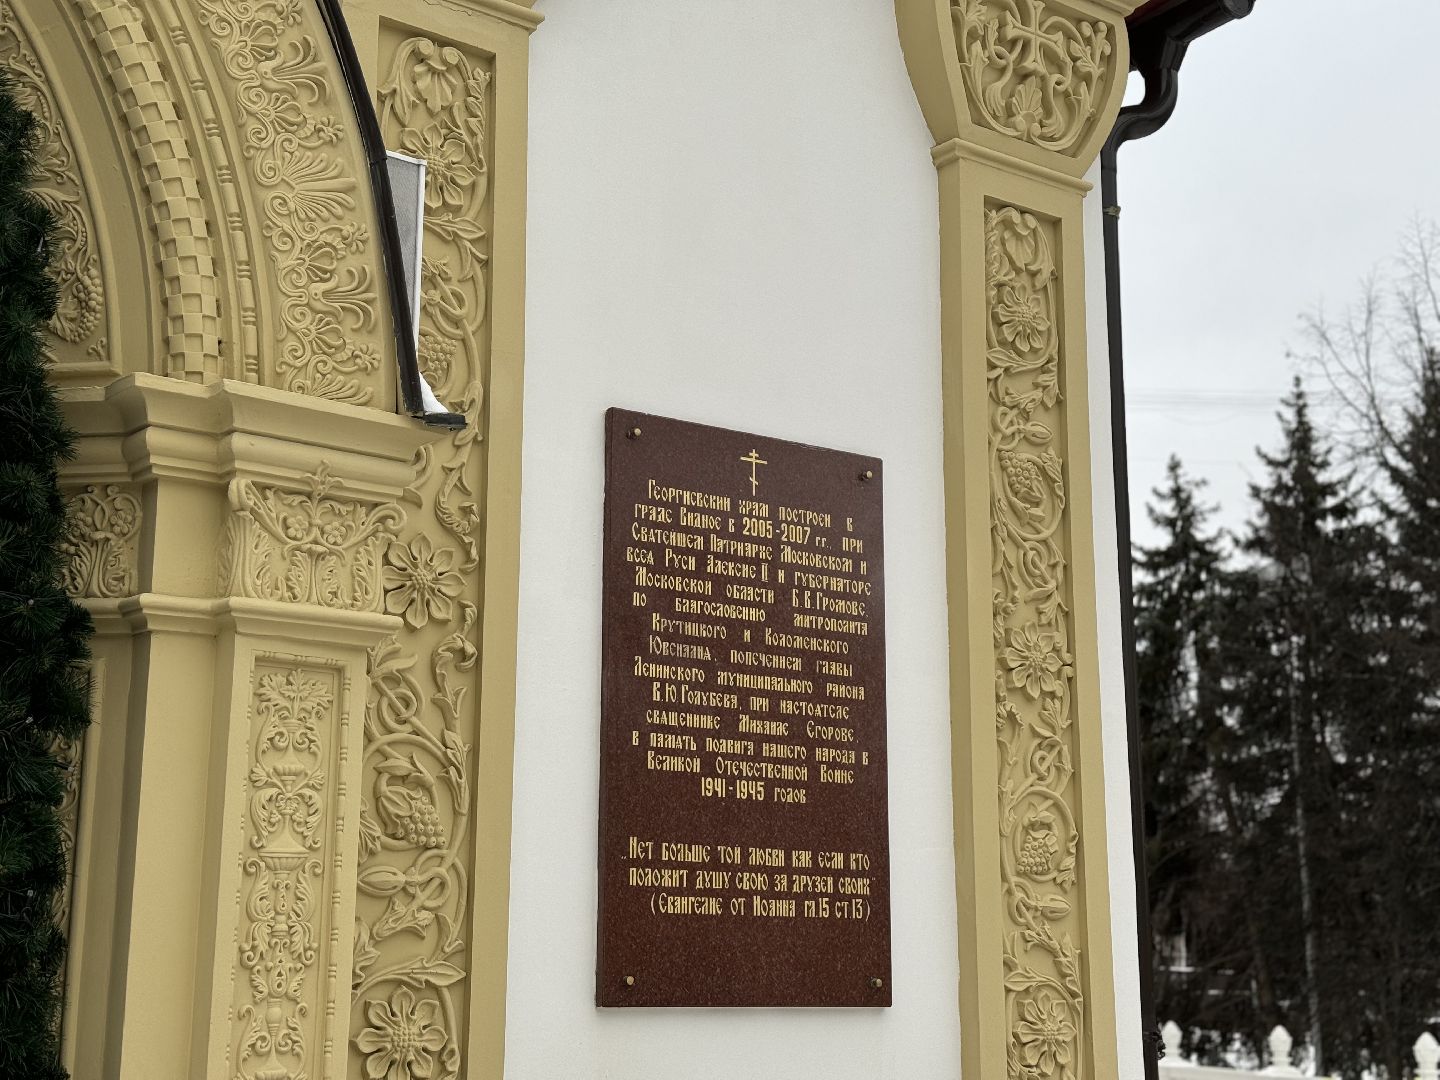 Георгиевский храм построен в
граде Видное в 2005-2007 гг., при
Святейшем Патриархе Московском и
всея Руси Алексие II и губернаторе
Московской области Б.В.Громове,
по благословению митрополита
Крутицкого и Коломенского
Ювеналия, попечением главы
Ленинского муниципального района
В.Ю.Голубева, при настоятеле
священнике Михаиле Егорове,
в память подвига нашего народа в
Великой Отечественной Войне
1941-1945 годов
„Нет больше той любви как если кто
положит душу свою за друзей своих"
(Евангелие от Иоанна гл.15 ст.13)